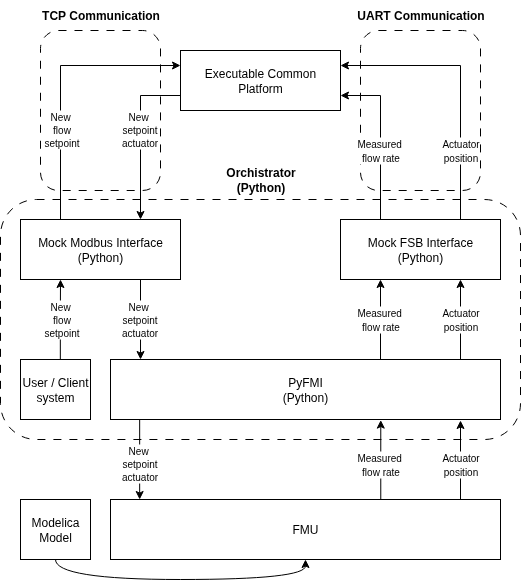 TCP Communication
UART Communication
Executable Common
Platform
New
flow
setpoint
New
setpoint
actuator
Measured
flow rate
Actuator
position
Orchistrator
(Python)
Mock Modbus Interface
(Python)
Mock FSB Interface
(Python)
New
flow
setpoint
New
setpoint
actuator
Measured
flow rate
Actuator
position
User / Client
system
PyFMI
(Python)
New
setpoint
actuator
Measured
flow rate
Actuator
position
Modelica
Model
FMU